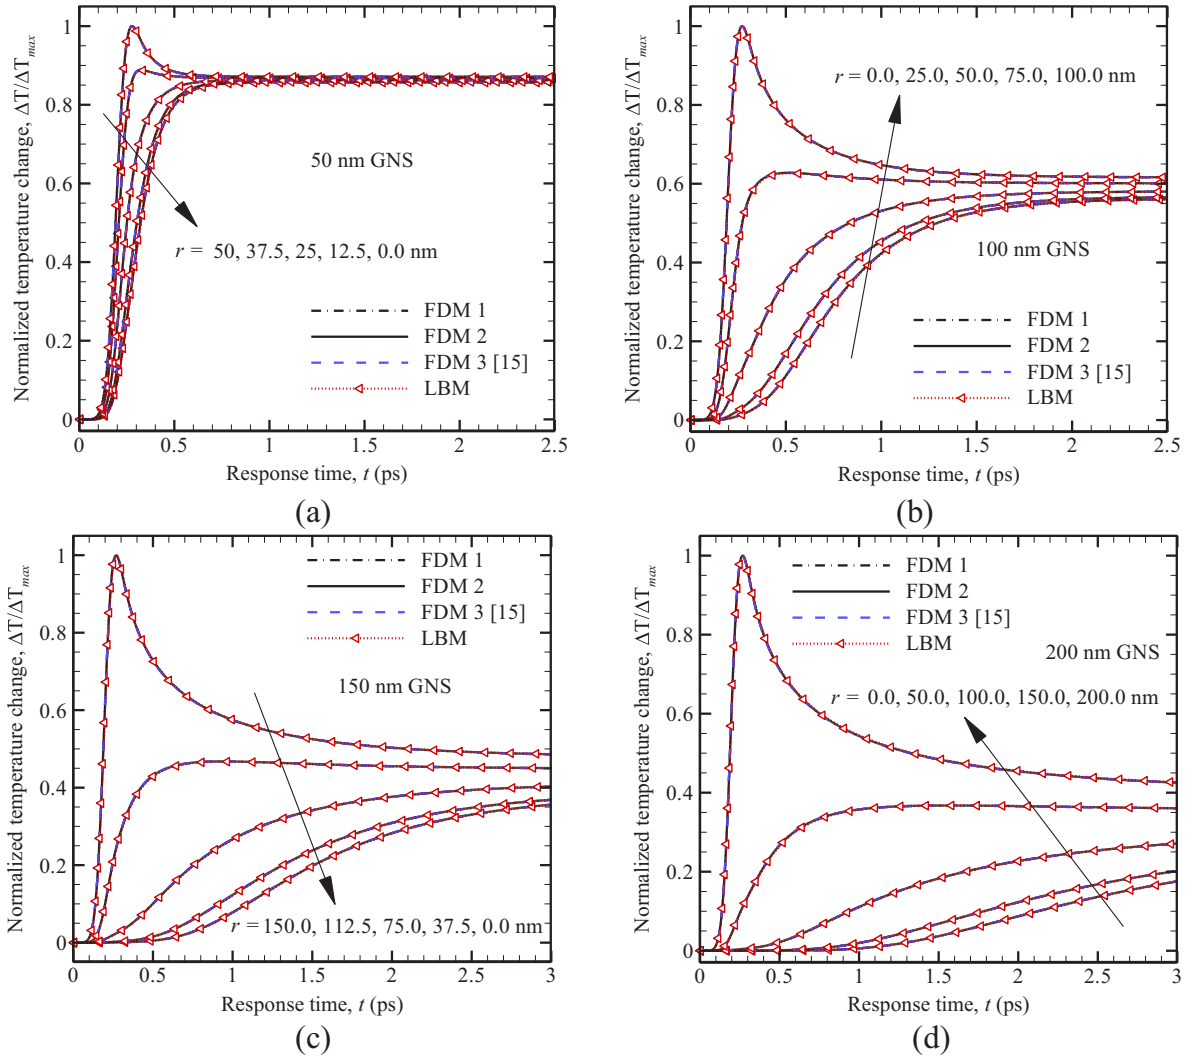 Normalized temperature change, ΔT/ΔT_max
1
0.8
0.6
0.4
0.2
0
50 nm GNS
r = 50, 37.5, 25, 12.5, 0.0 nm
FDM 1
FDM 2
FDM 3 [15]
LBM
0 0.5 1 1.5 2 2.5
Response time, t (ps)
(a)
Normalized temperature change, ΔT/ΔT_max
1
0.8
0.6
0.4
0.2
0
r = 0.0, 25.0, 50.0, 75.0, 100.0 nm
100 nm GNS
FDM 1
FDM 2
FDM 3 [15]
LBM
0 0.5 1 1.5 2 2.5
Response time, t (ps)
(b)
Normalized temperature change, ΔT/ΔT_max
1
0.8
0.6
0.4
0.2
0
FDM 1
FDM 2
FDM 3 [15]
LBM
150 nm GNS
r = 150.0, 112.5, 75.0, 37.5, 0.0 nm
0 0.5 1 1.5 2 2.5 3
Response time, t (ps)
(c)
Normalized temperature change, ΔT/ΔT_max
1
0.8
0.6
0.4
0.2
0
FDM 1
FDM 2
FDM 3 [15]
LBM
200 nm GNS
r = 0.0, 50.0, 100.0, 150.0, 200.0 nm
0 0.5 1 1.5 2 2.5 3
Response time, t (ps)
(d)